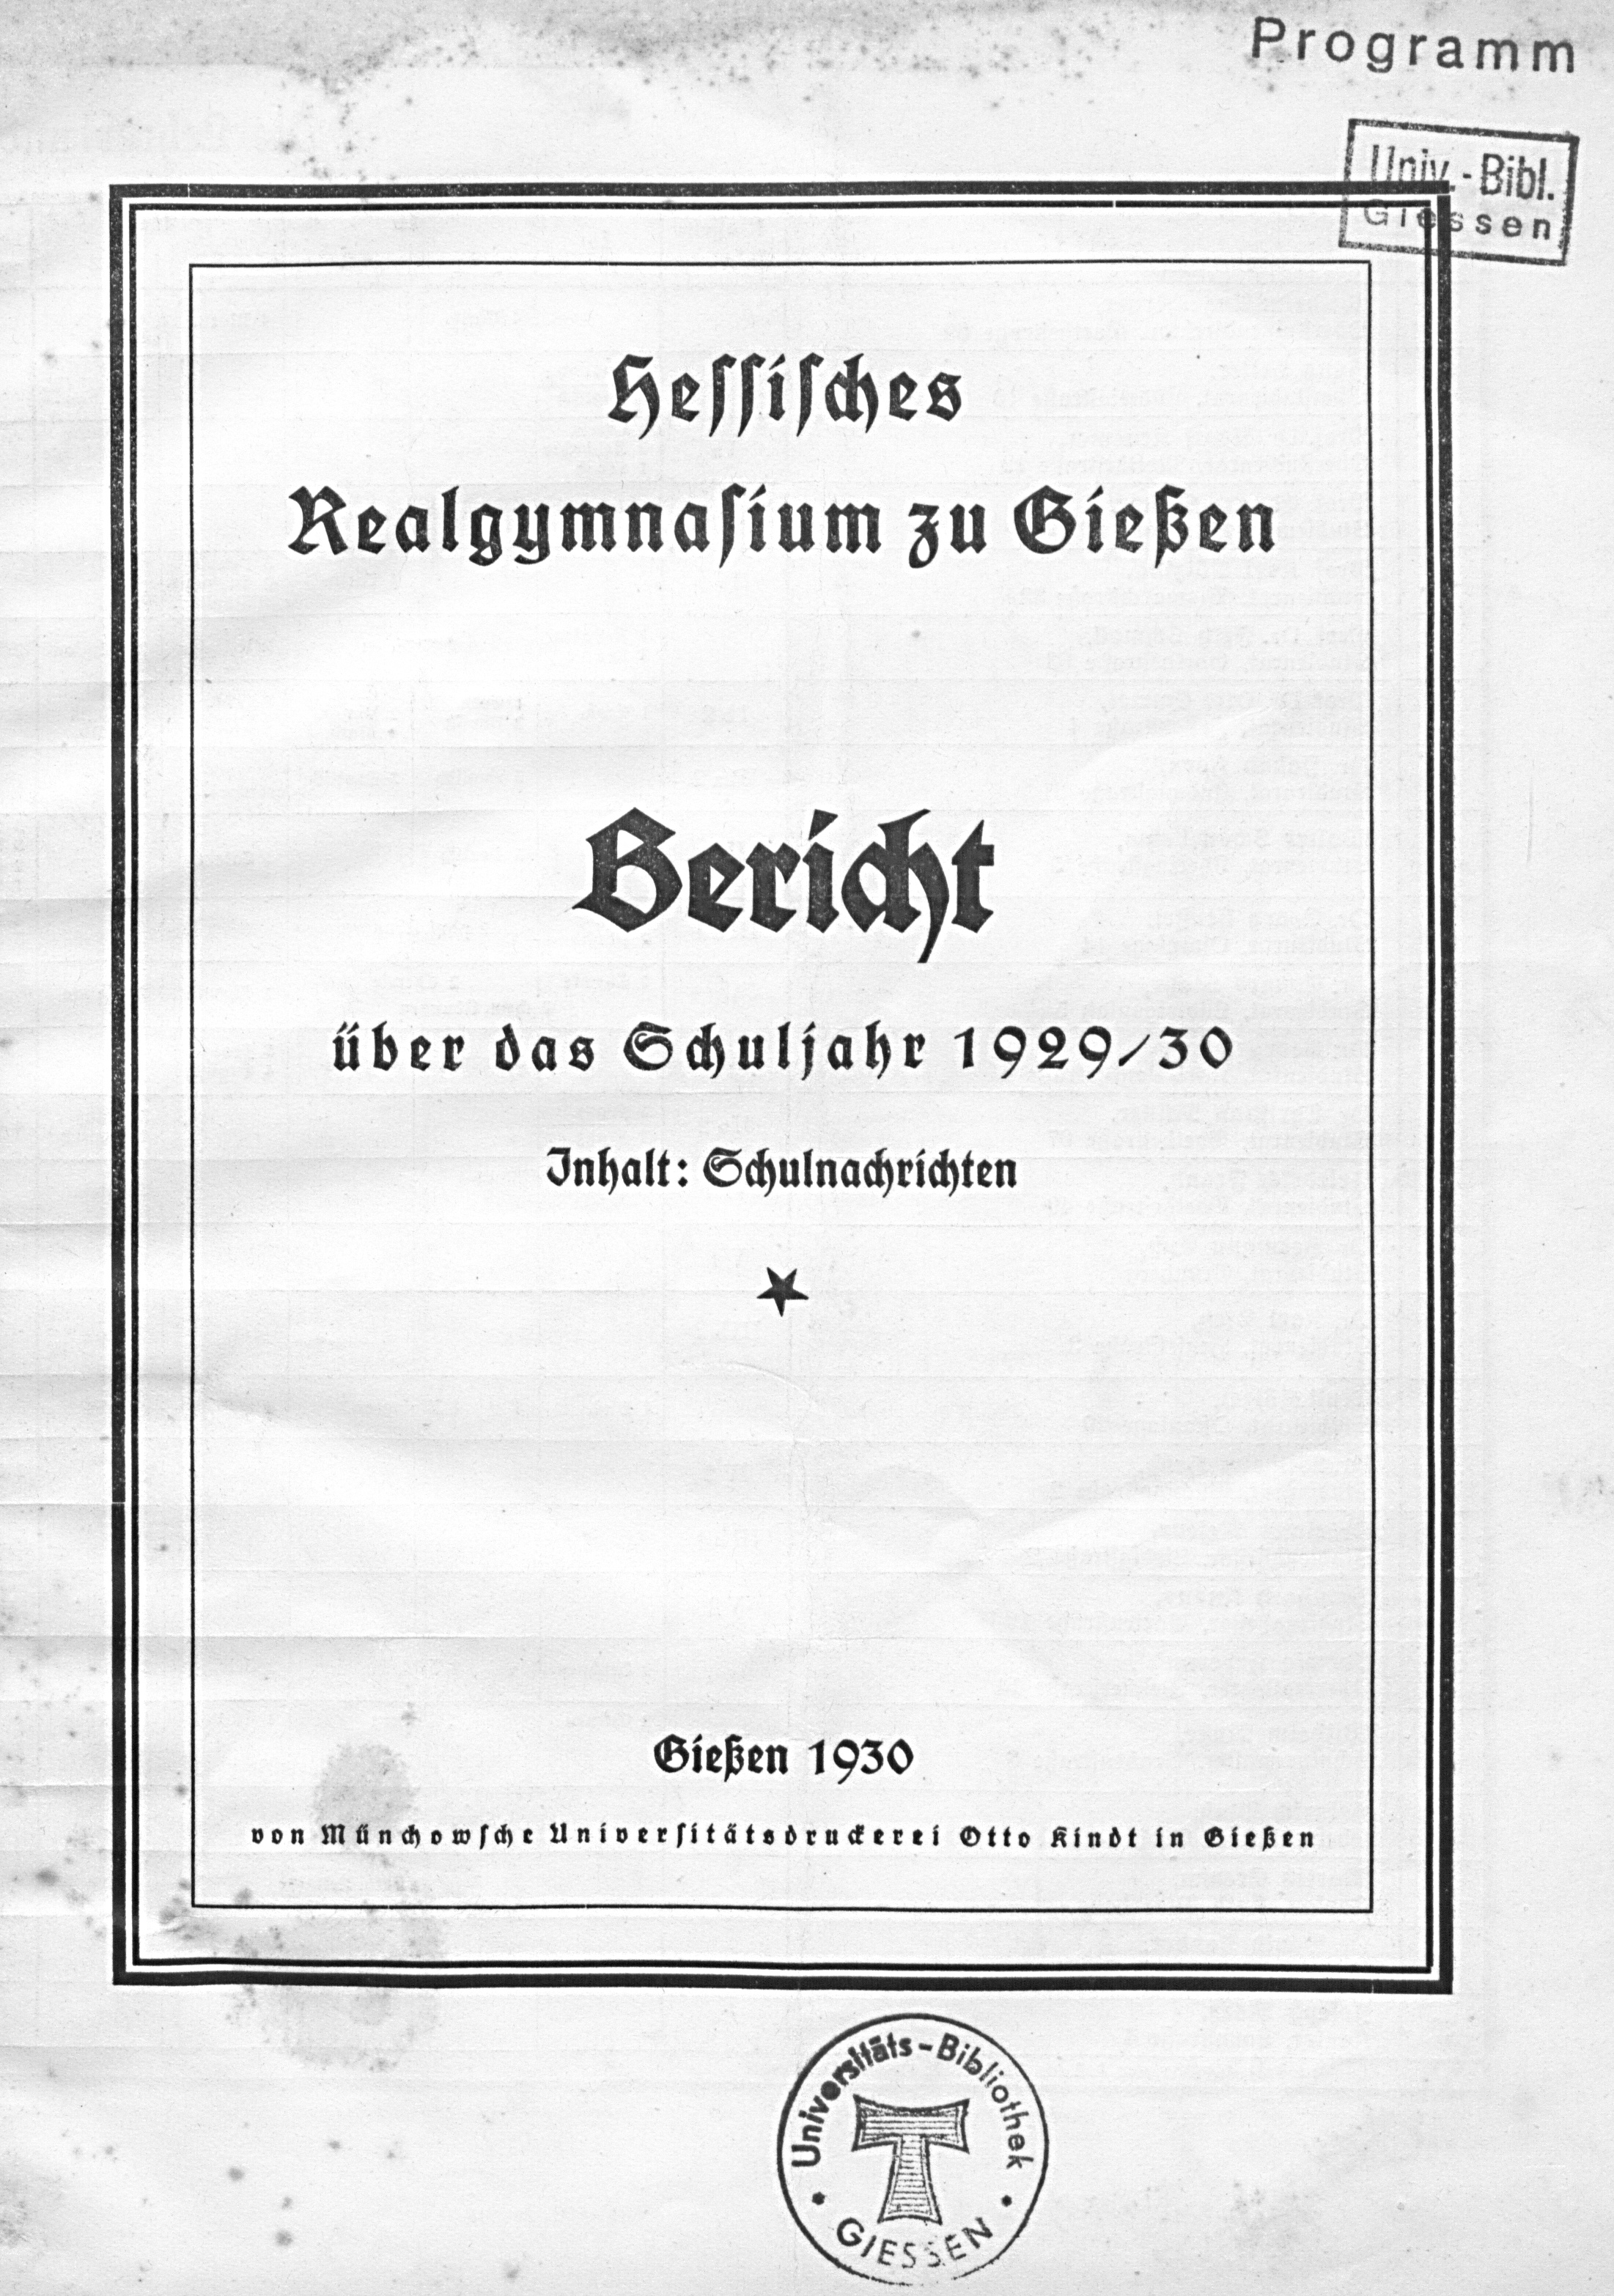 Programm
Univ.-Bibl.
Giessen
Hessisches
Realgymnasium zu Gießen
Bericht
über das Schuljahr 1929/30
Inhalt: Schulnachrichten
Gießen 1930
von Münchowsche Universitätsdruckerei Otto Kindt in Gießen
Universitäts-Bibliothek
GIESSEN